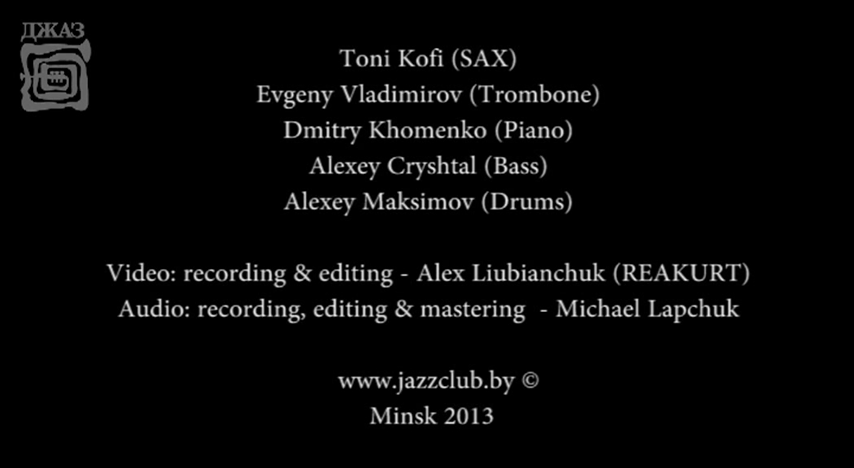 ДЖАЗ
Toni Kofi (SAX)
Evgeny Vladimirov (Trombone)
Dmitry Khomenko (Piano)
Alexey Cryshtal (Bass)
Alexey Maksimov (Drums)
Video: recording & editing - Alex Liubianchuk (REAKURT)
Audio: recording, editing & mastering - Michael Lapchuk
www.jazzclub.by ©
Minsk 2013